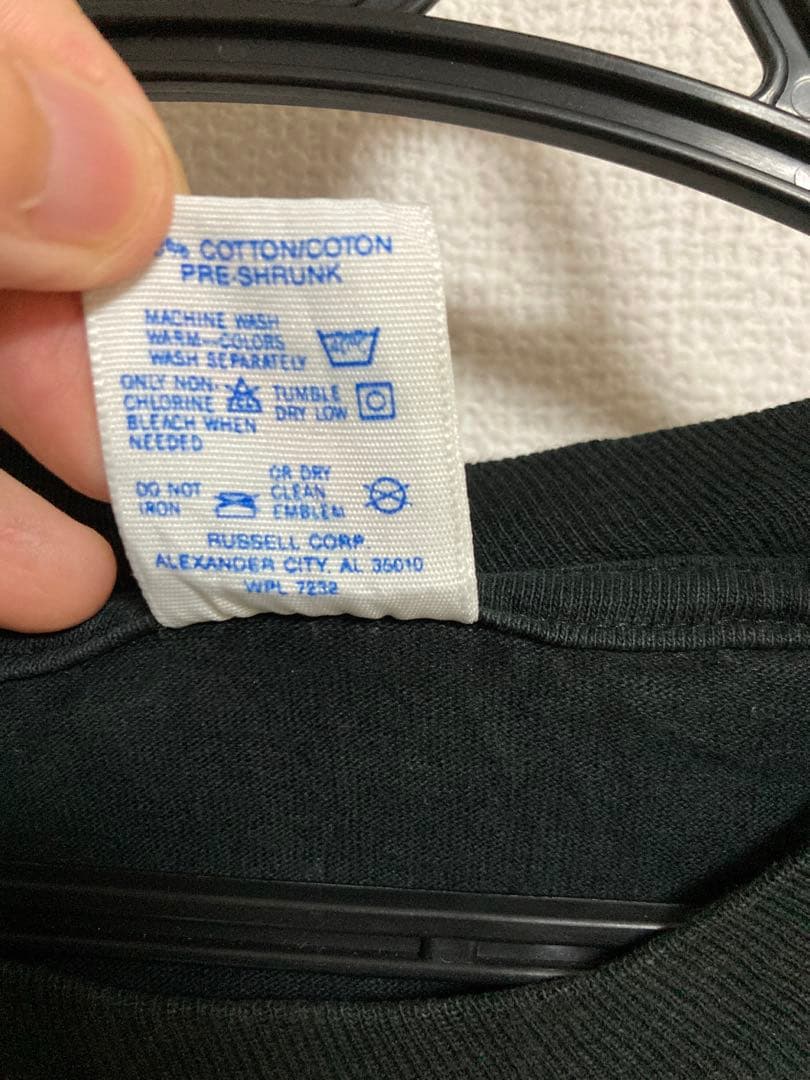 % COTTON/COTON
PRE-SHRUNK
MACHINE WASH
WARM—COLORS
WASH SEPARATELY
ONLY NON-
CHLORINE
BLEACH WHEN
NEEDED
TUMBLE
DRY LOW
DO NOT
IRON
OR DRY
CLEAN
EMBLEM
RUSSELL CORP.
ALEXANDER CITY, AL 35010
WPL 7232